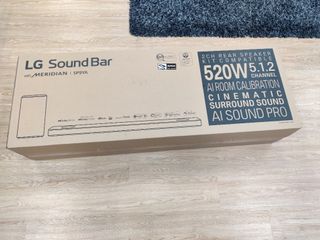 LG Sound Bar
with MERIDIAN | SP9YA
2CH REAR SPEAKER
KIT COMPATIBLE
520W 5.1.2
CHANNEL
AI ROOM CALIBRATION
CINEMATIC
SURROUND SOUND
AI SOUND PRO